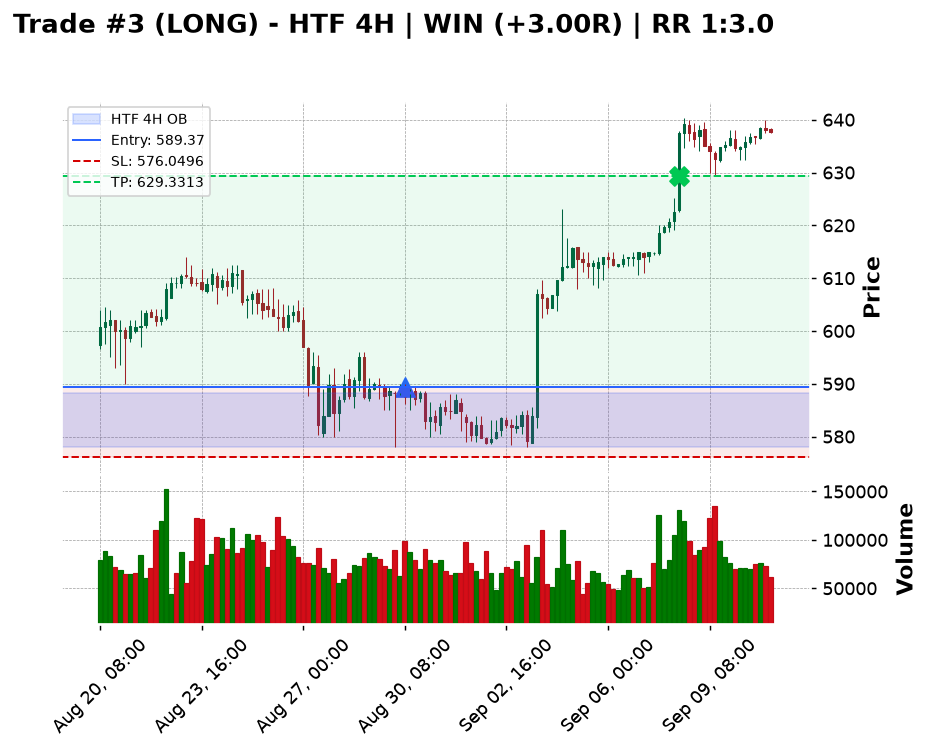 Trade #3 (LONG) - HTF 4H | WIN (+3.00R) | RR 1:3.0
HTF 4H OB
Entry: 589.37
SL: 576.0496
TP: 629.3313
640
630
620
610
600
590
580
Price
150000
100000
50000
Volume
Aug 20, 08:00
Aug 23, 16:00
Aug 27, 00:00
Aug 30, 08:00
Sep 02, 16:00
Sep 06, 00:00
Sep 09, 08:00